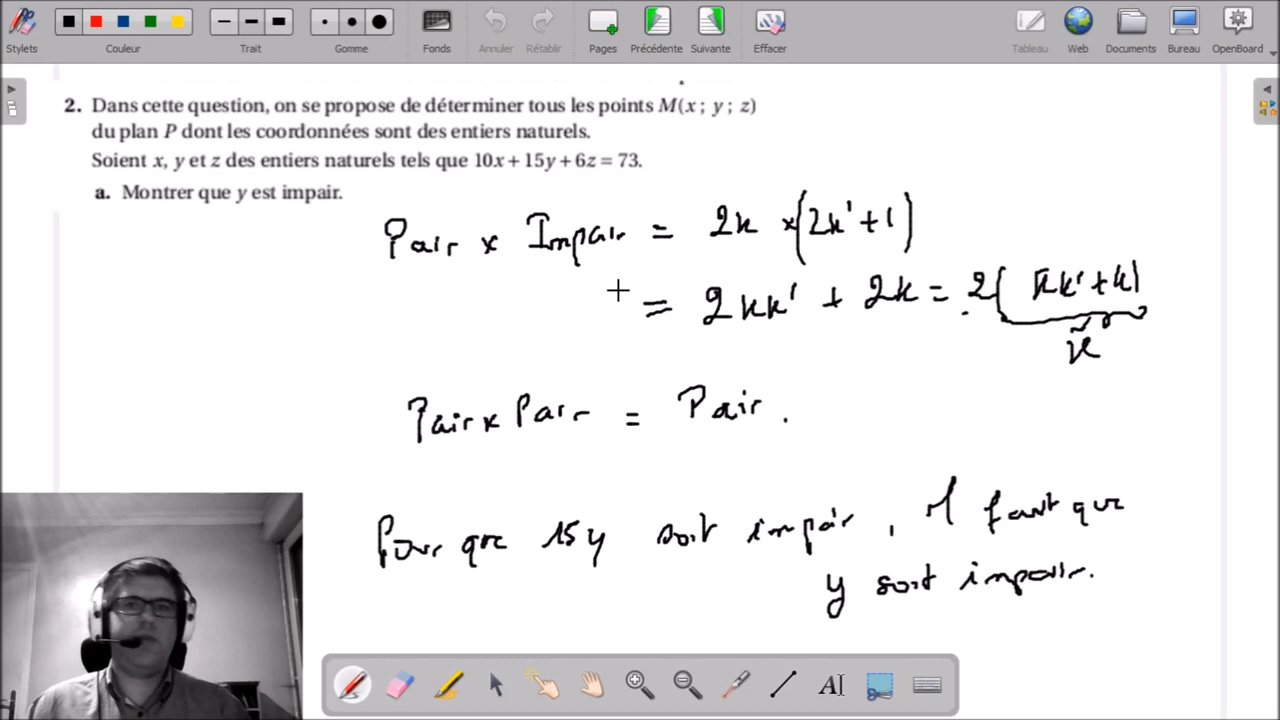 Stylets Couleur Trait Gomme Fonds Annuler Rétablir Pages Précédente Suivante Effacer Tableau Web Documents Bureau OpenBoard
2. Dans cette question, on se propose de déterminer tous les points M(x ; y ; z)
du plan P dont les coordonnées sont des entiers naturels.
Soient x, y et z des entiers naturels tels que 10x + 15y + 6z = 73.
a. Montrer que y est impair.
Pair × Impair = 2k × (2k' + 1)
= 2kk' + 2k = 2( kk' + k)
k̃
Pair × Pair = Pair .
Pour que 15y soit impair , il faut que
y soit impair.
AI